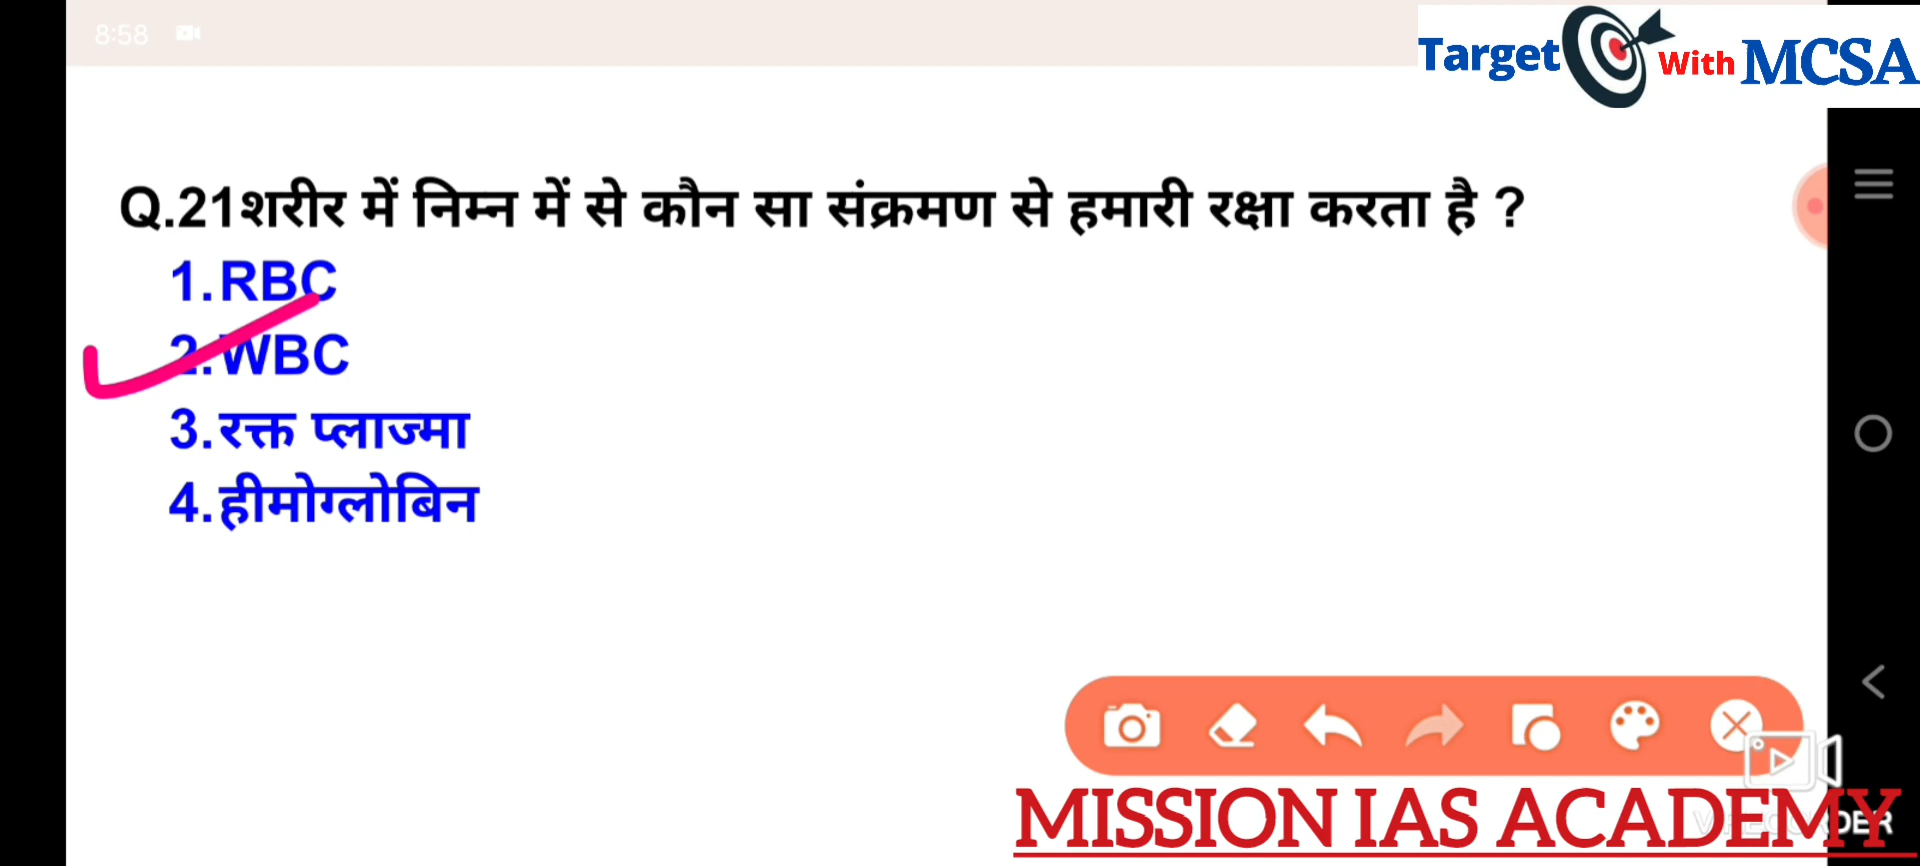 8:58
Target With MCSA
Q.21शरीर में निम्न में से कौन सा संक्रमण से हमारी रक्षा करता है ?
1.RBC
2.WBC
3.रक्त प्लाज्मा
4.हीमोग्लोबिन
MISSION IAS ACADEMY